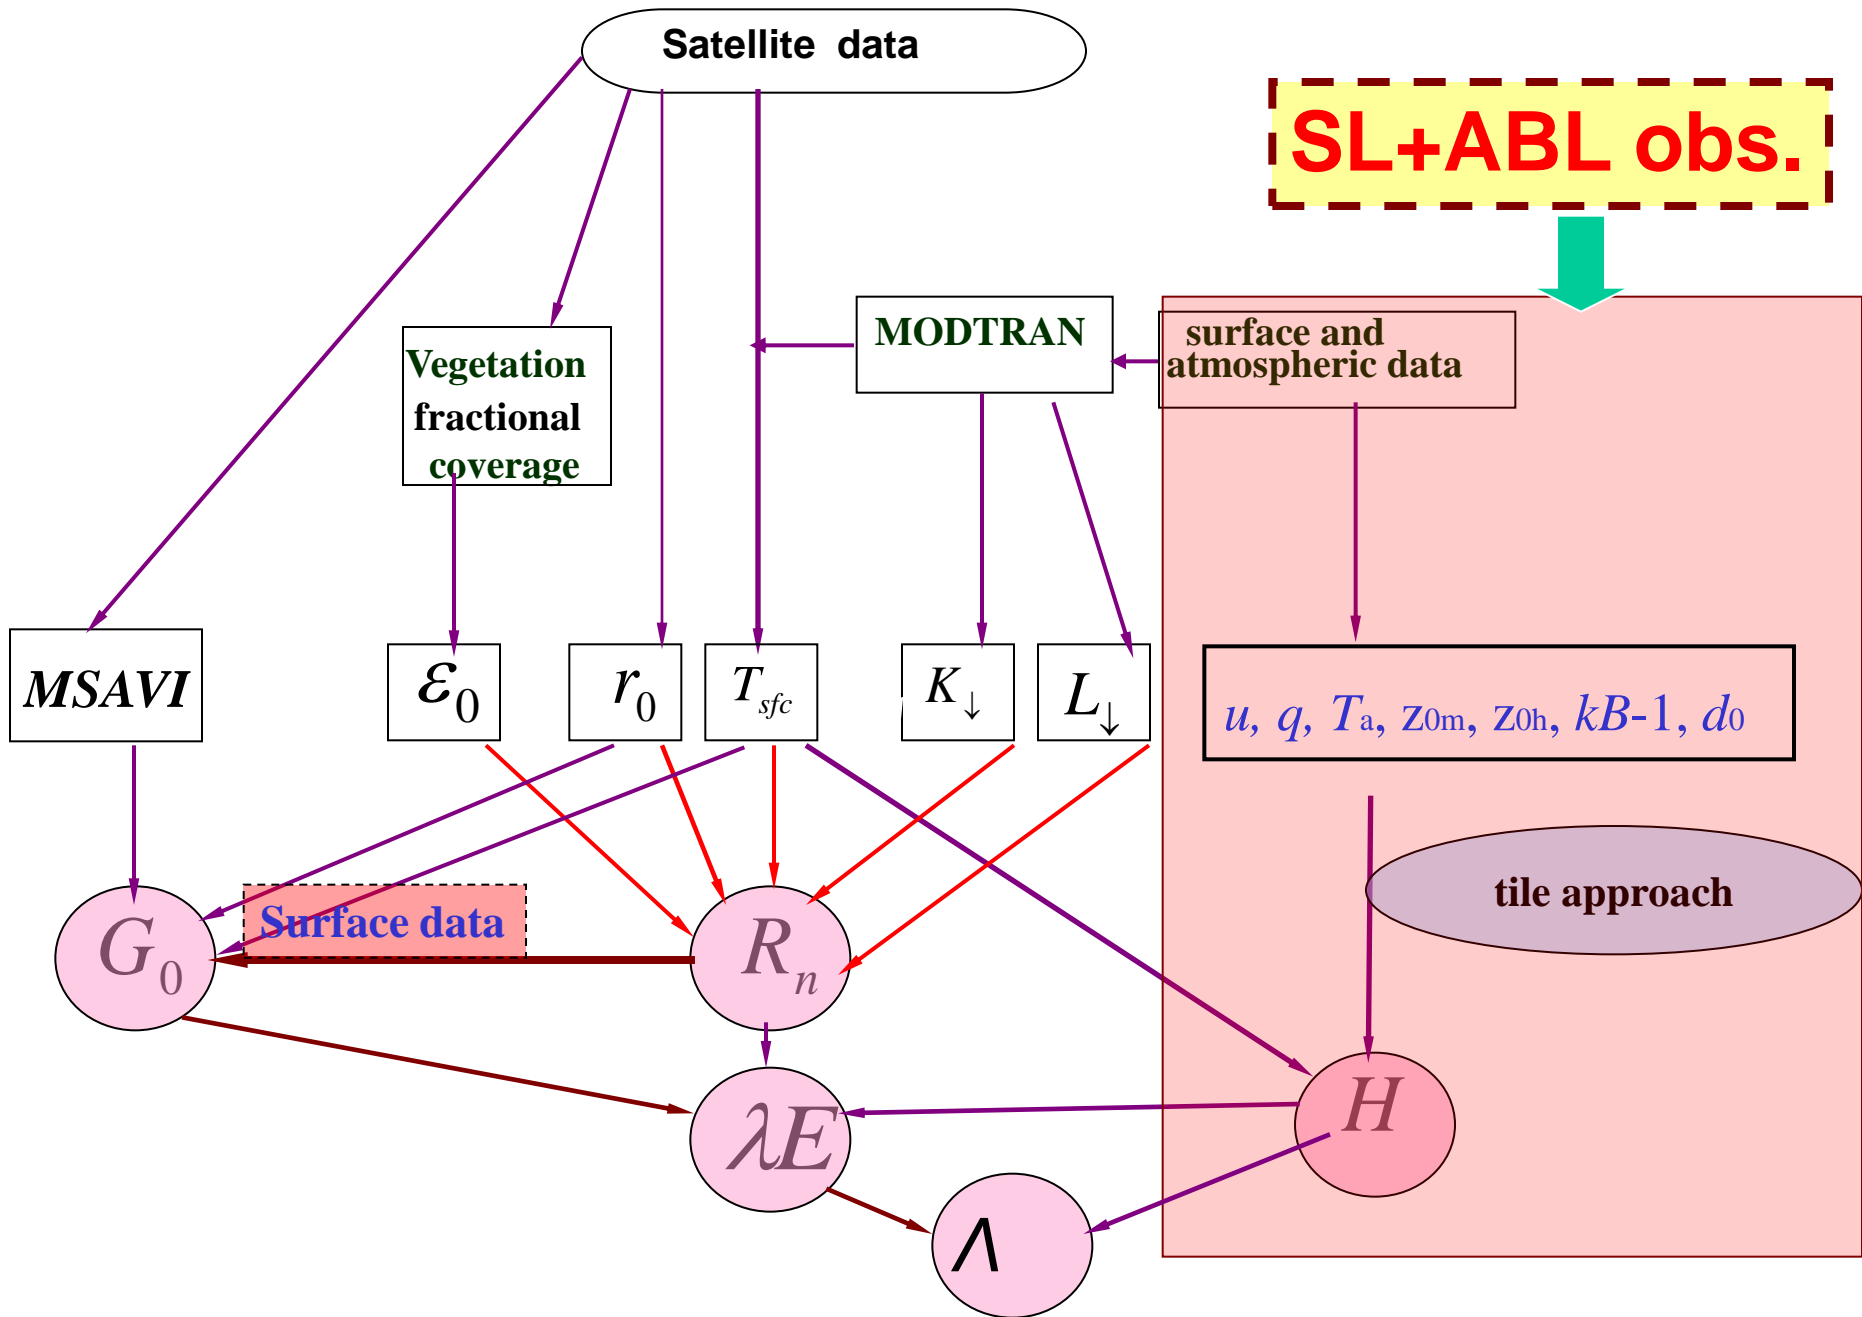 Satellite data
SL+ABL obs.
MODTRAN
surface and
atmospheric data
Vegetation
fractional
coverage
MSAVI
ε₀
r₀
T_sfc
K↓
L↓
u, q, Ta, z0m, z0h, kB-1, d0
tile approach
Surface data
G₀
Rₙ
H
λE
Λ